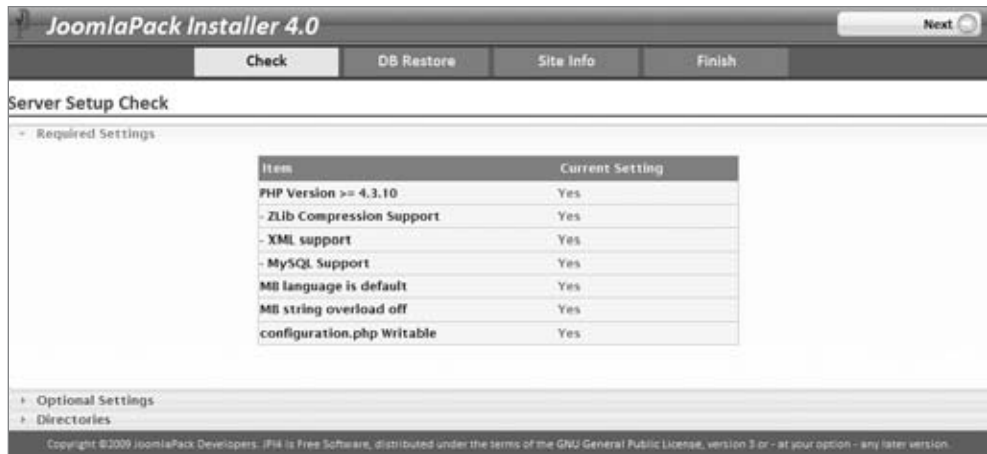 JoomlaPack Installer 4.0
Next
Check DB Restore Site Info Finish
Server Setup Check
Required Settings
Item Current Setting
PHP Version >= 4.3.10 Yes
- ZLib Compression Support Yes
- XML support Yes
- MySQL Support Yes
MB language is default Yes
MB string overload off Yes
configuration.php Writable Yes
Optional Settings
Directories
Copyright ©2009 JoomlaPack Developers. JPI4 is Free Software, distributed under the terms of the GNU General Public License, version 3 or - at your option - any later version.